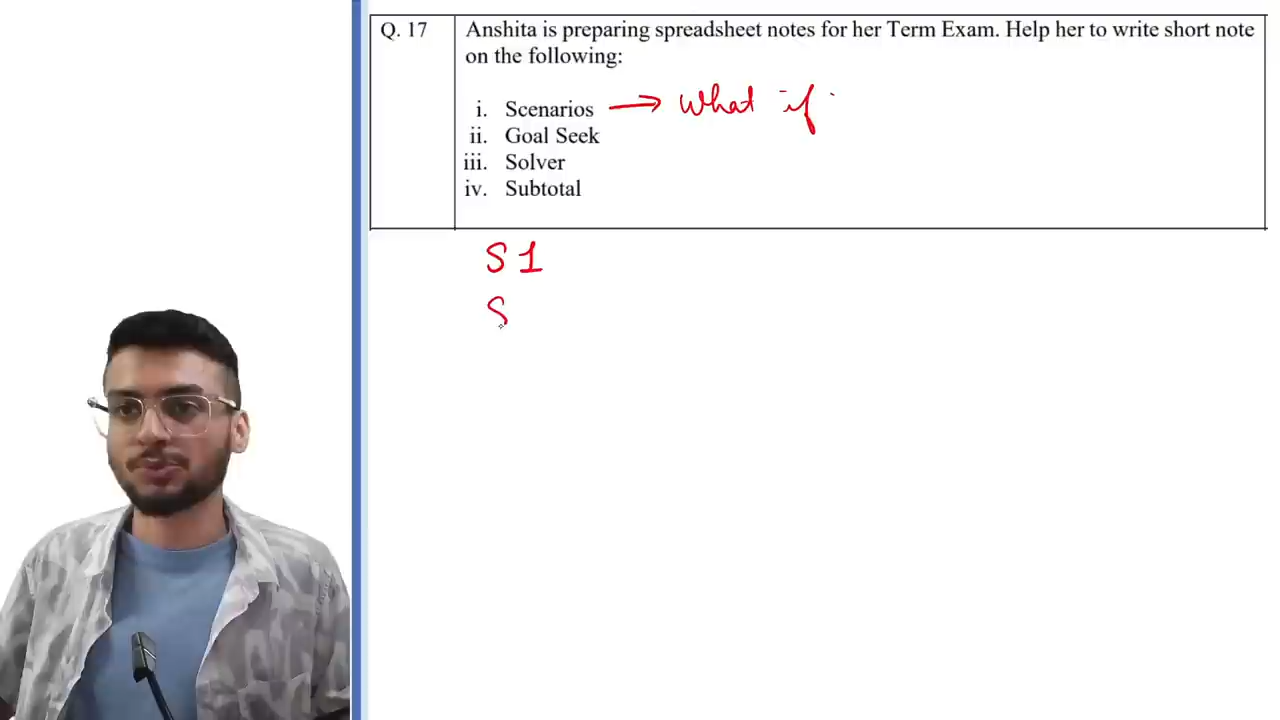 Q. 17 Anshita is preparing spreadsheet notes for her Term Exam. Help her to write short note
on the following:
i. Scenarios → What if
ii. Goal Seek
iii. Solver
iv. Subtotal
S1
S